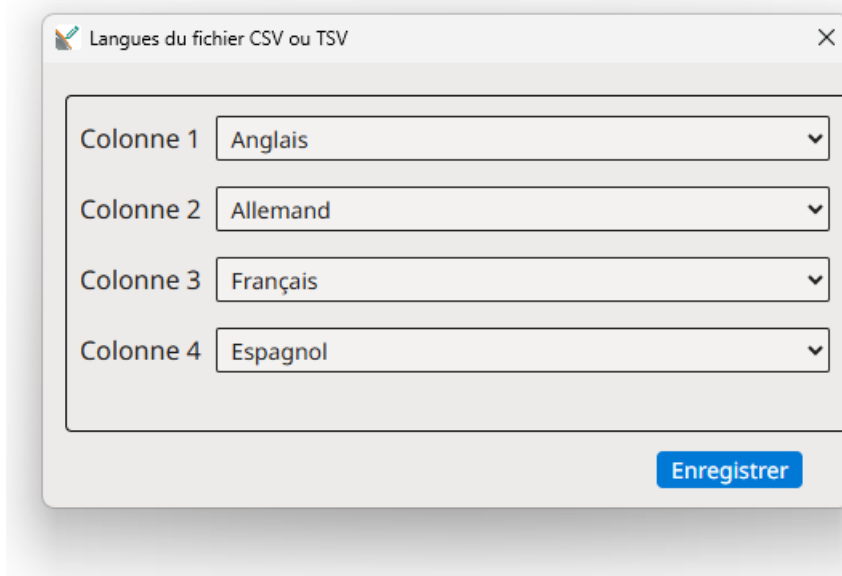 Langues du fichier CSV ou TSV
Colonne 1 Anglais
Colonne 2 Allemand
Colonne 3 Français
Colonne 4 Espagnol
Enregistrer